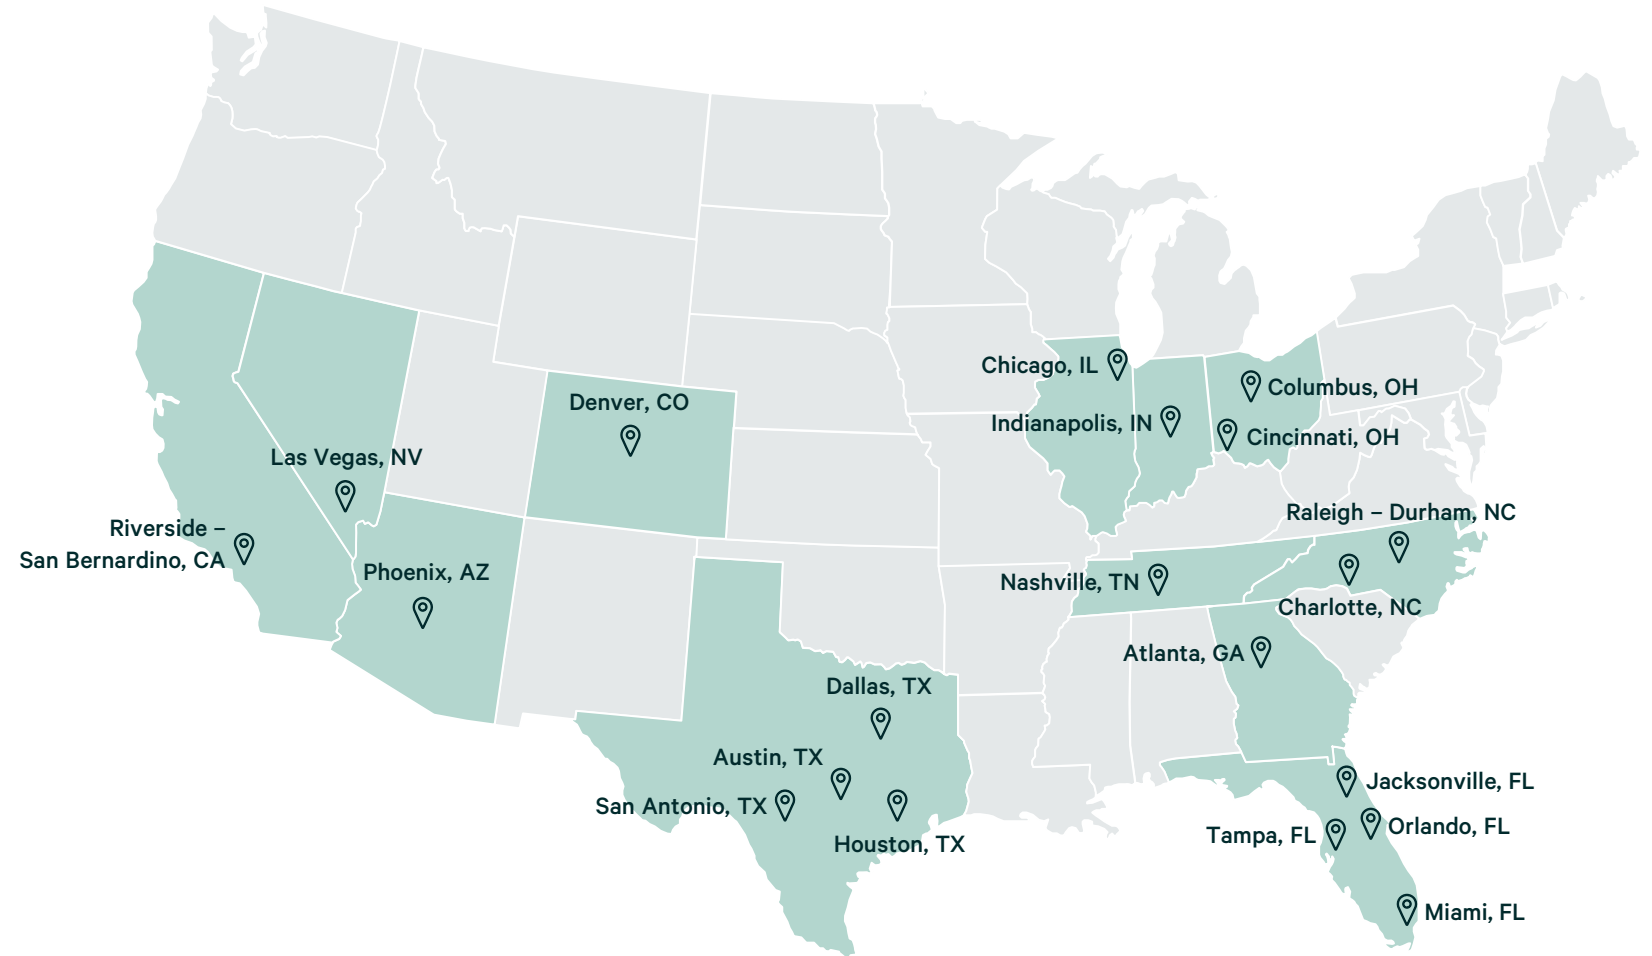 Chicago, IL
Columbus, OH
Denver, CO
Indianapolis, IN
Cincinnati, OH
Las Vegas, NV
Raleigh – Durham, NC
Riverside –
San Bernardino, CA
Phoenix, AZ
Nashville, TN
Charlotte, NC
Atlanta, GA
Dallas, TX
Austin, TX
Jacksonville, FL
San Antonio, TX
Orlando, FL
Tampa, FL
Houston, TX
Miami, FL